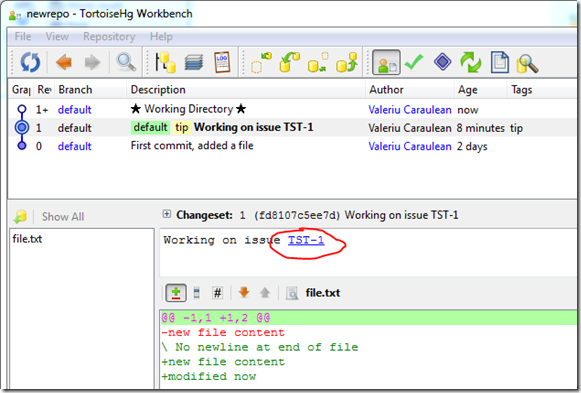 newrepo - TortoiseHg Workbench
File View Repository Help
Grap Rev Branch Description Author Age Tags
1+ default ★ Working Directory ★ Valeriu Caraulean now
1 default default tip Working on issue TST-1 Valeriu Caraulean 8 minutes tip
0 default First commit, added a file Valeriu Caraulean 2 days
Show All
Changeset: 1 (fd8107c5ee7d) Working on issue TST-1
file.txt
Working on issue TST-1
# file.txt
@@ -1,1 +1,2 @@
-new file content
\ No newline at end of file
+new file content
+modified now